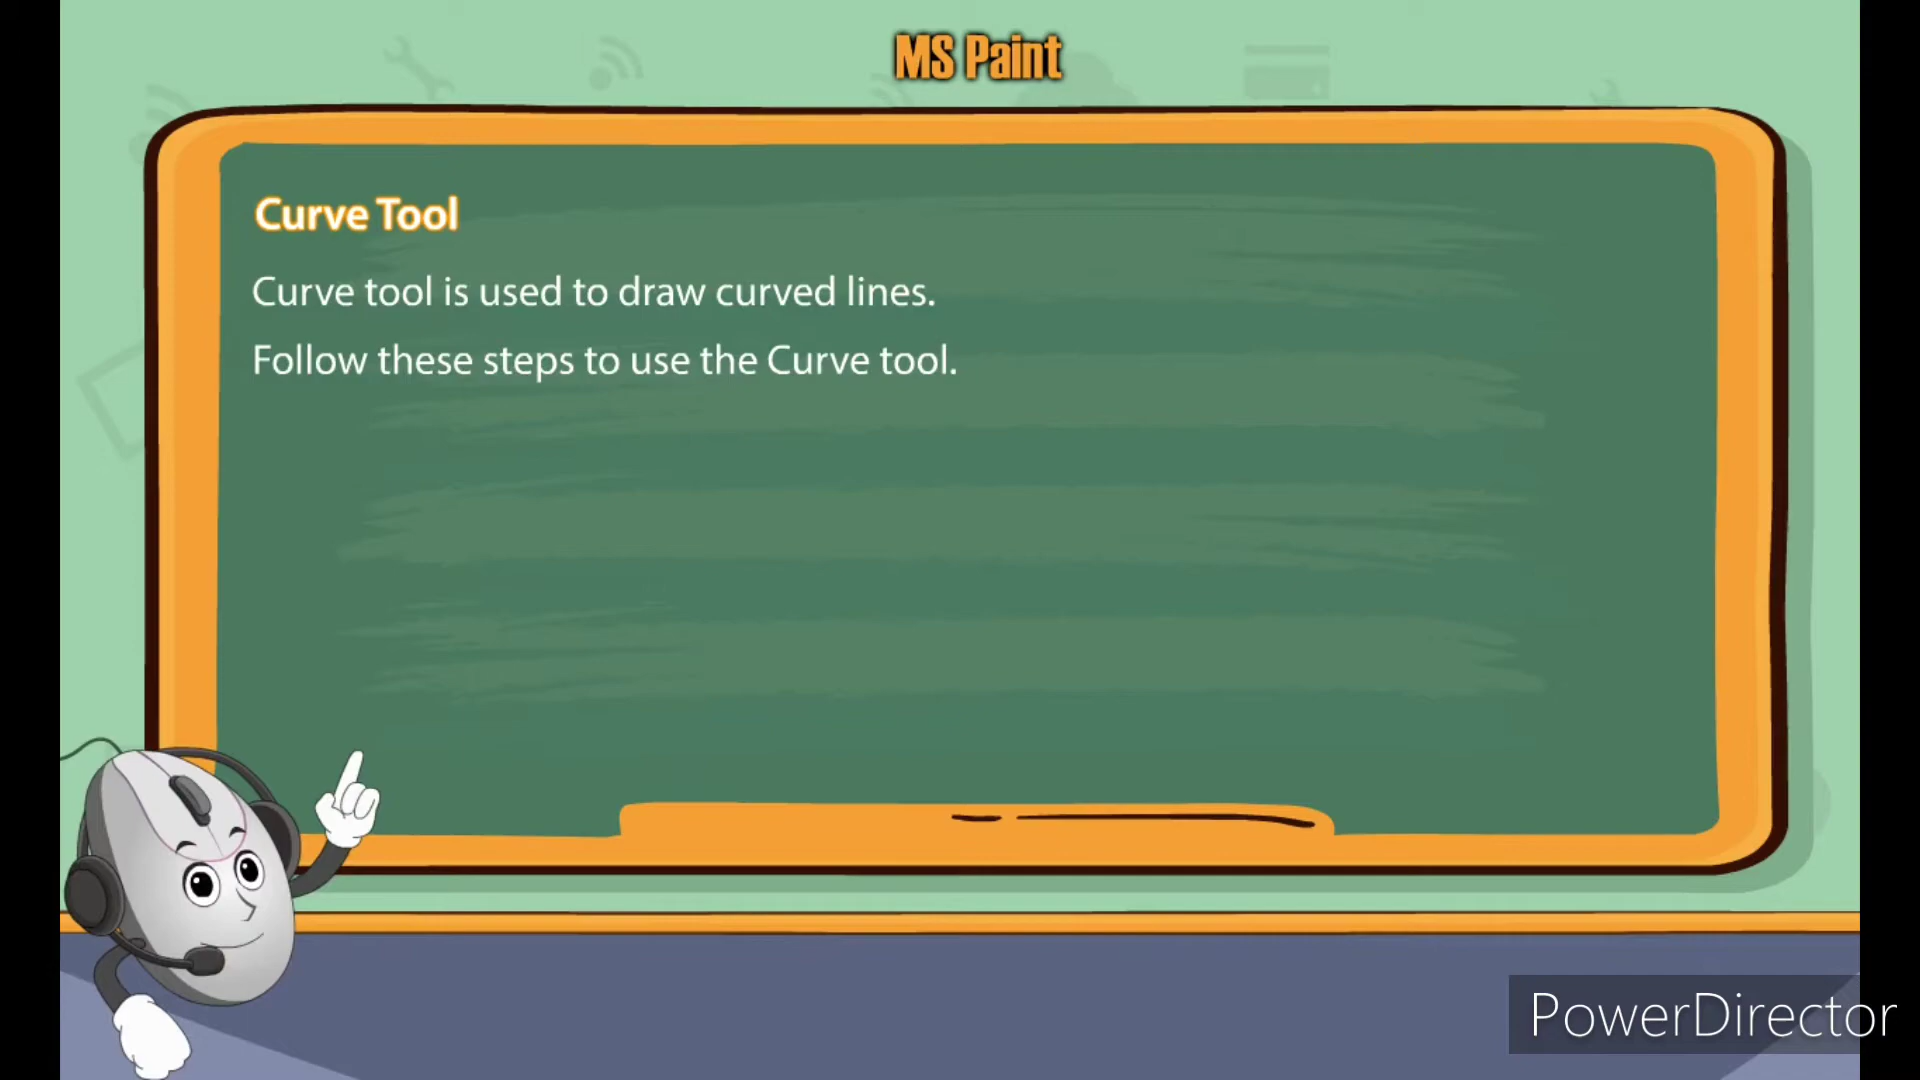 MS Paint
Curve Tool
Curve tool is used to draw curved lines.
Follow these steps to use the Curve tool.
PowerDirector